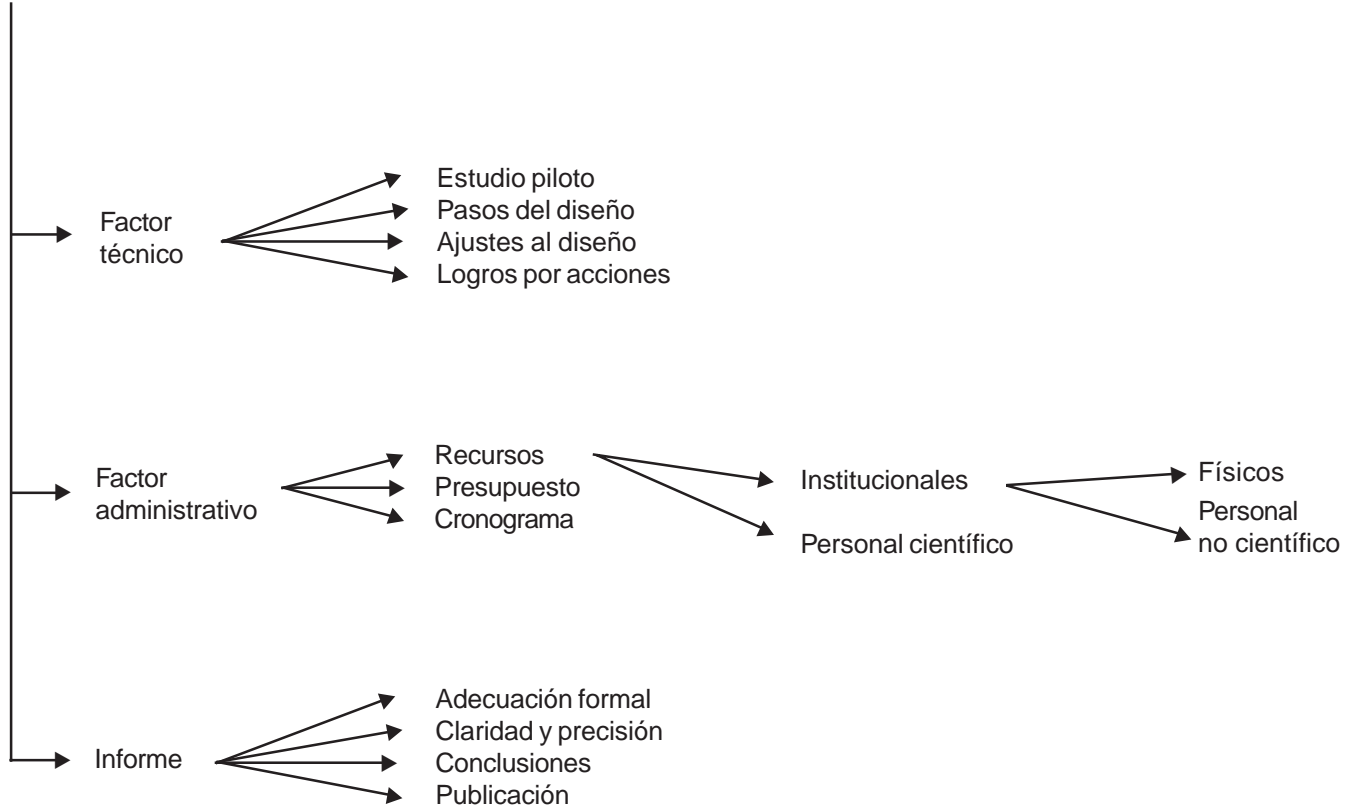 Factor
técnico
Estudio piloto
Pasos del diseño
Ajustes al diseño
Logros por acciones
Factor
administrativo
Recursos
Presupuesto
Cronograma
Institucionales
Personal científico
Físicos
Personal
no científico
Informe
Adecuación formal
Claridad y precisión
Conclusiones
Publicación